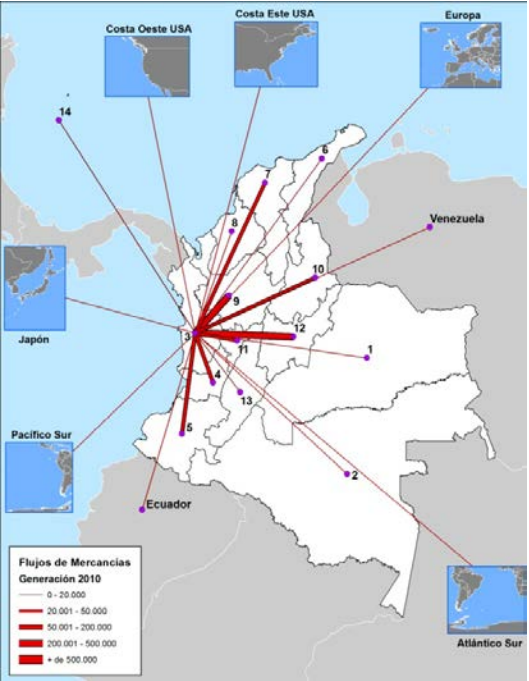 Costa Oeste USA
Costa Este USA
Europa
14
6
7
8
Venezuela
10
9
3
12
11
1
Japón
4
13
5
Pacífico Sur
2
Ecuador
Flujos de Mercancias
Generación 2010
0 - 20.000
20.001 - 50.000
50.001 - 200.000
200.001 - 500.000
+ de 500.000
Atlántico Sur